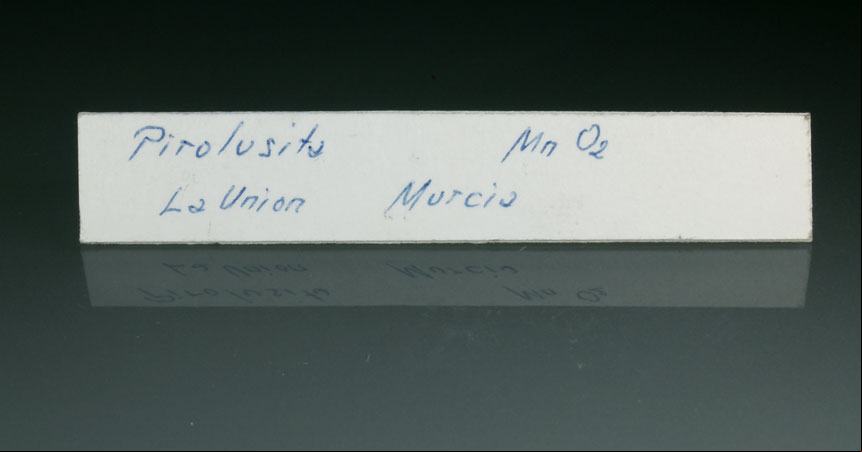 Pirolusita MnO₂
La Union Murcia